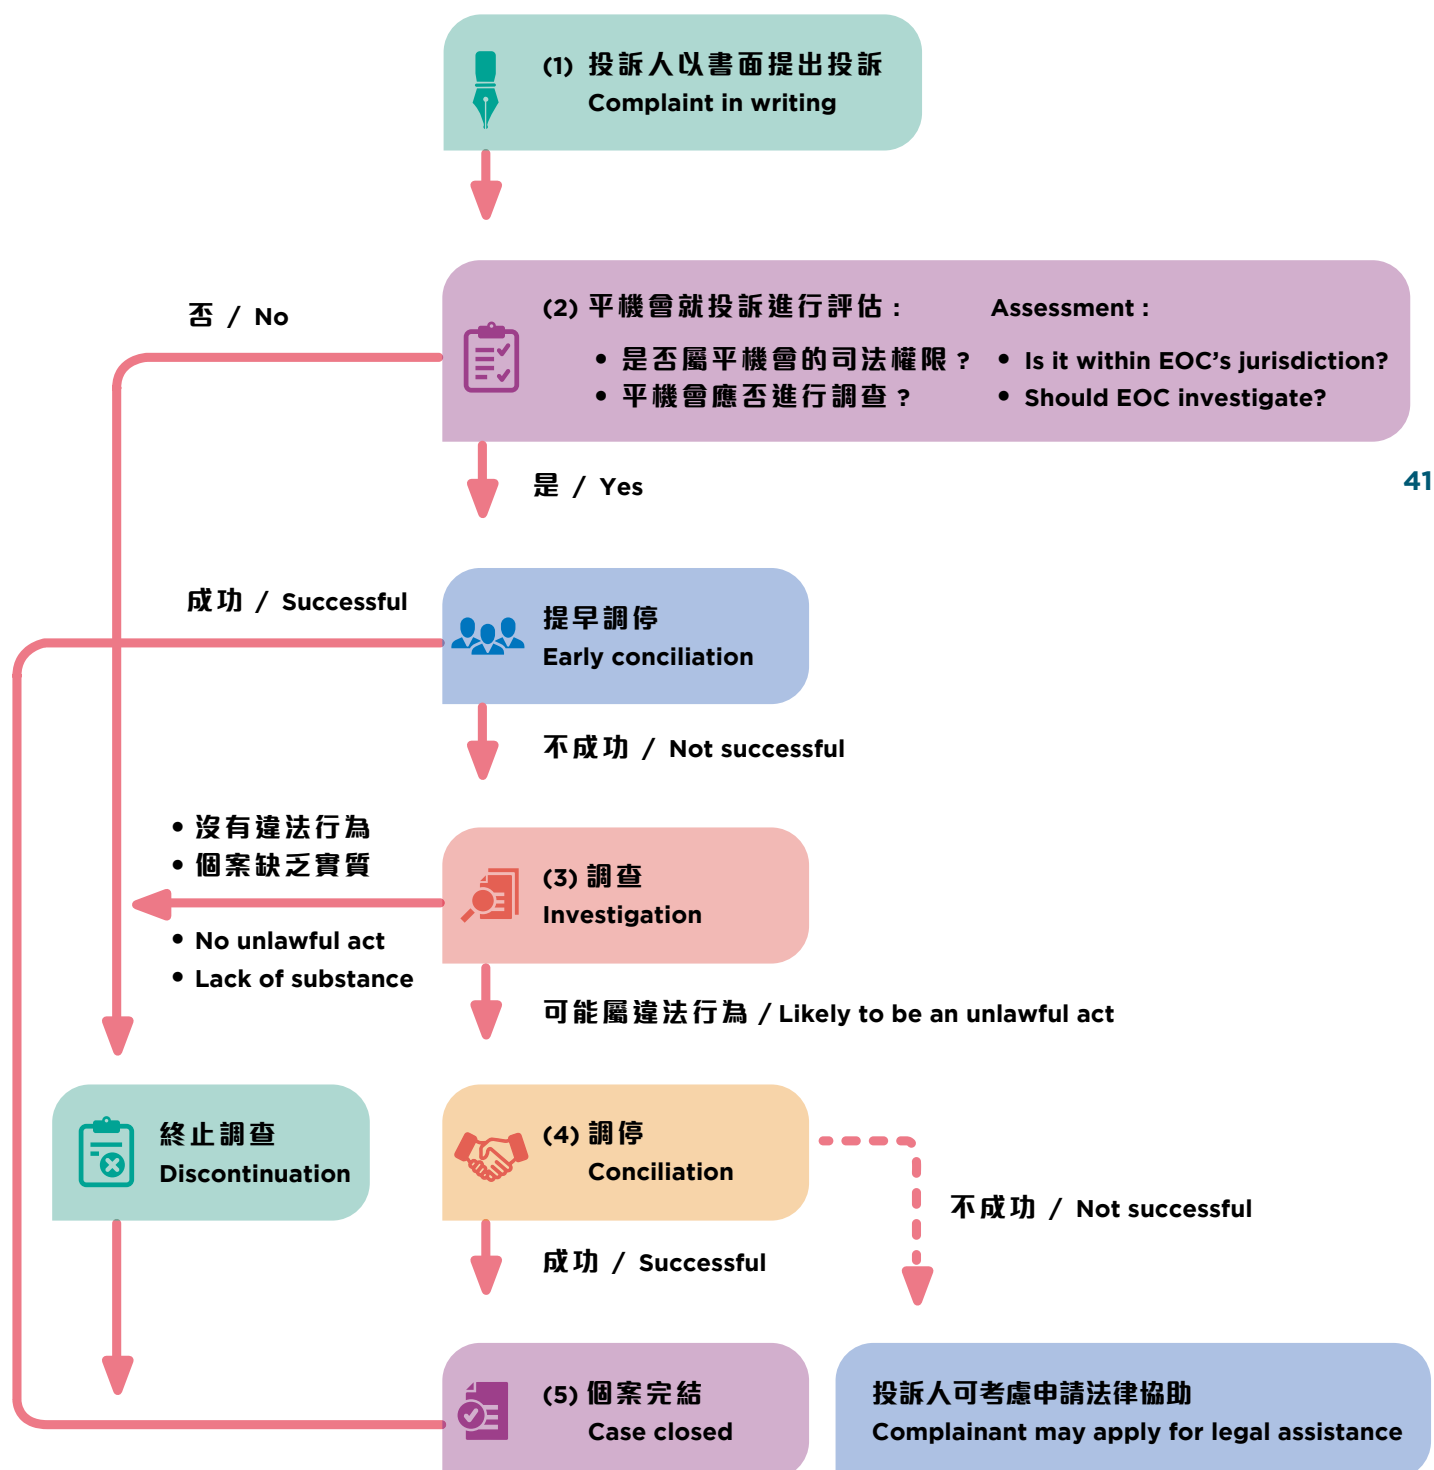 (1) 投訴人以書面提出投訴
Complaint in writing
否 / No
(2) 平機會就投訴進行評估：
• 是否屬平機會的司法權限？
• 平機會應否進行調查？
Assessment :
• Is it within EOC’s jurisdiction?
• Should EOC investigate?
是 / Yes
41
成功 / Successful
提早調停
Early conciliation
不成功 / Not successful
• 沒有違法行為
• 個案缺乏實質
• No unlawful act
• Lack of substance
(3) 調查
Investigation
可能屬違法行為 / Likely to be an unlawful act
終止調查
Discontinuation
(4) 調停
Conciliation
不成功 / Not successful
成功 / Successful
(5) 個案完結
Case closed
投訴人可考慮申請法律協助
Complainant may apply for legal assistance